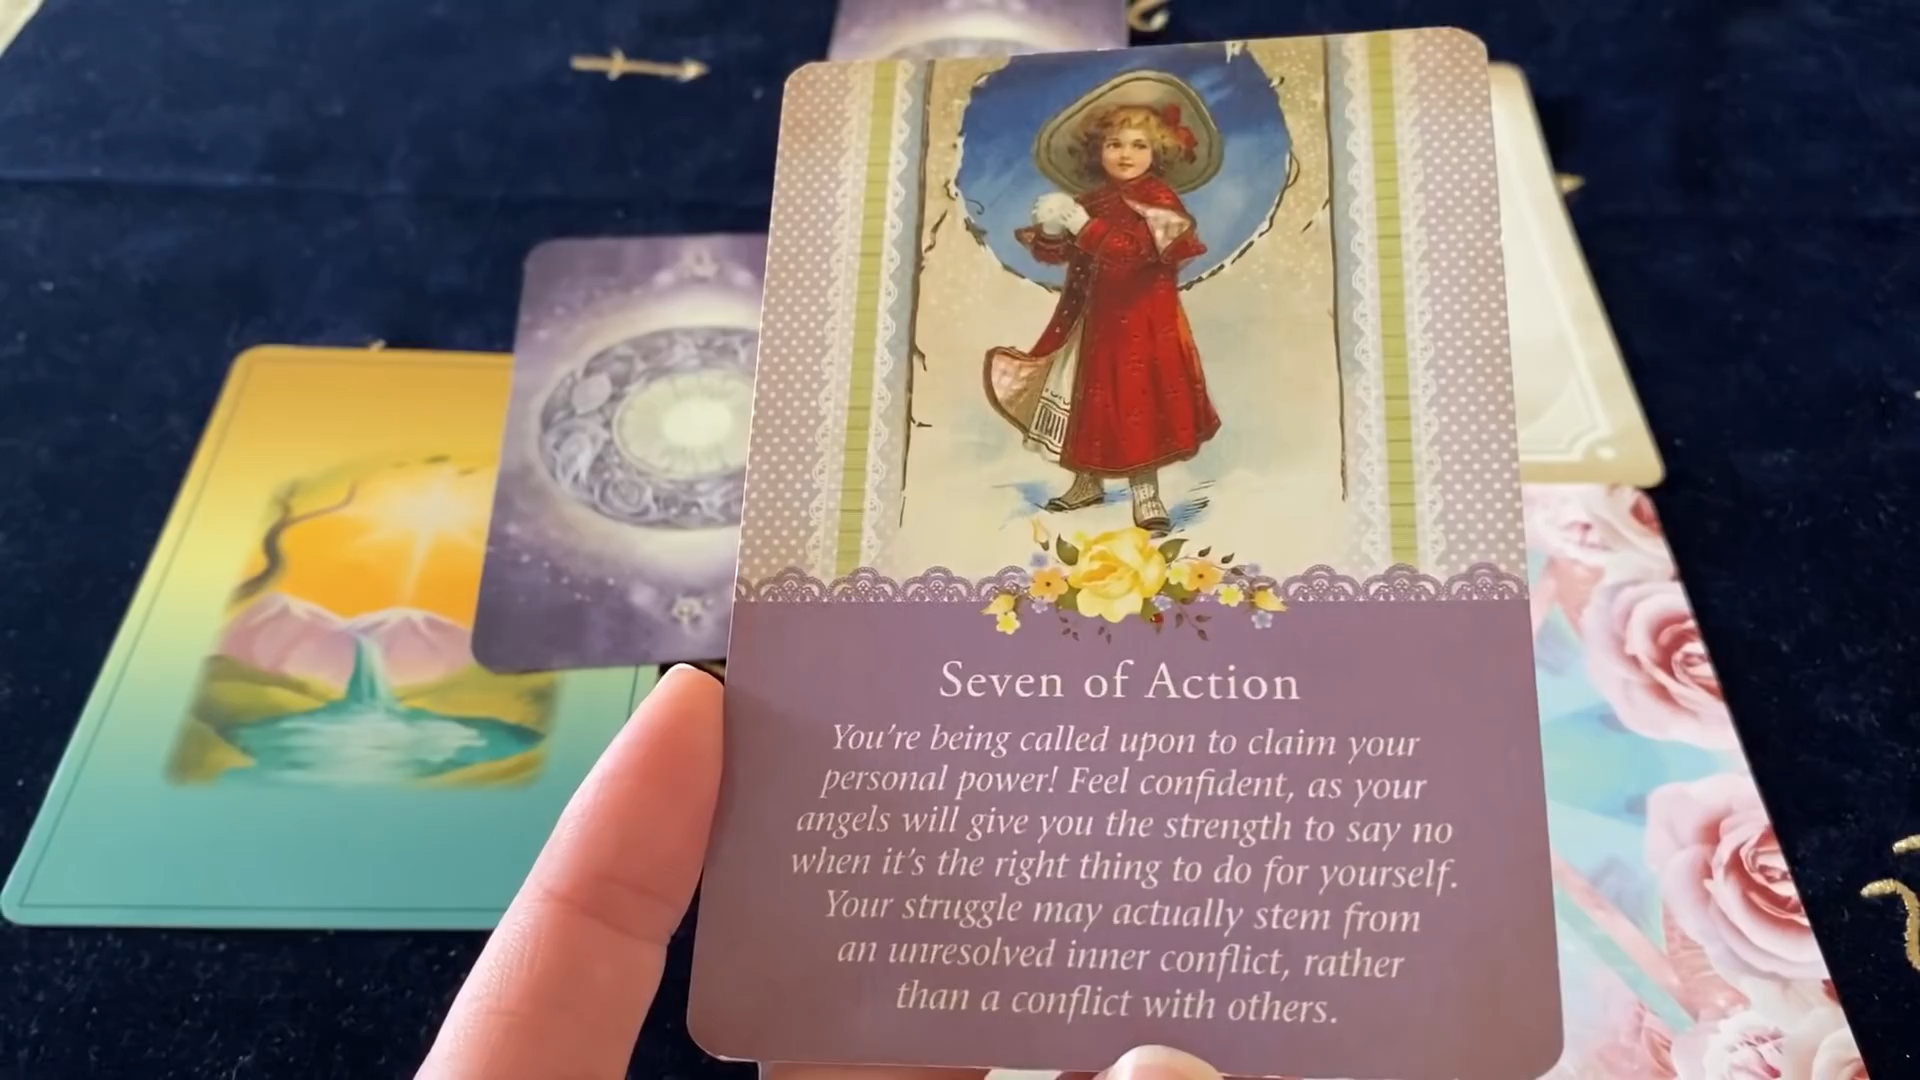 Seven of Action
You're being called upon to claim your
personal power! Feel confident, as your
angels will give you the strength to say no
when it's the right thing to do for yourself.
Your struggle may actually stem from
an unresolved inner conflict, rather
than a conflict with others.